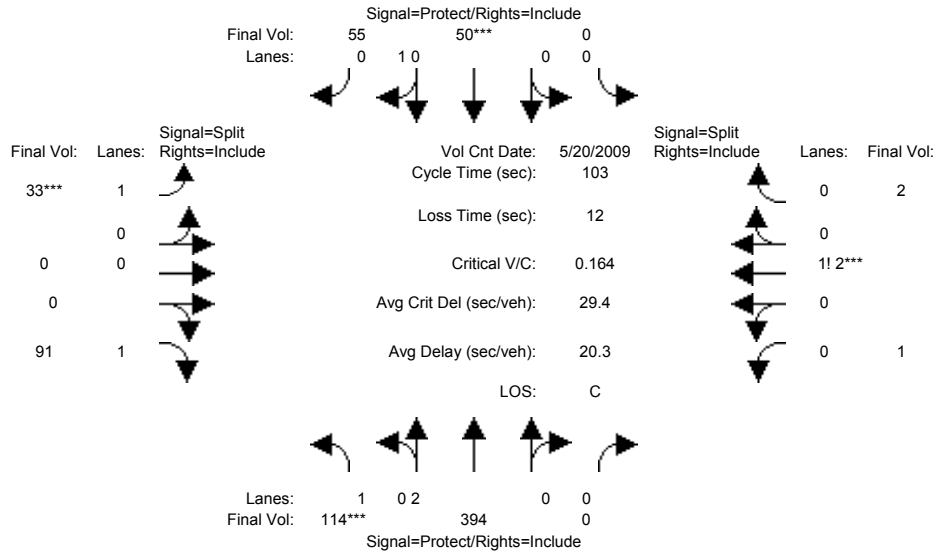 Signal=Protect/Rights=Include
Final Vol: 55 50*** 0
Lanes: 0 1 0 0 0
Signal=Split Signal=Split
Final Vol: Lanes: Rights=Include Vol Cnt Date: 5/20/2009 Rights=Include Lanes: Final Vol:
Cycle Time (sec): 103
33*** 1 0 2
Loss Time (sec): 12
0 0
0 0 Critical V/C: 0.164 1! 2***
0 Avg Crit Del (sec/veh): 29.4 0
91 1 Avg Delay (sec/veh): 20.3 0 1
LOS: C
Lanes: 1 0 2 0 0
Final Vol: 114*** 394 0
Signal=Protect/Rights=Include